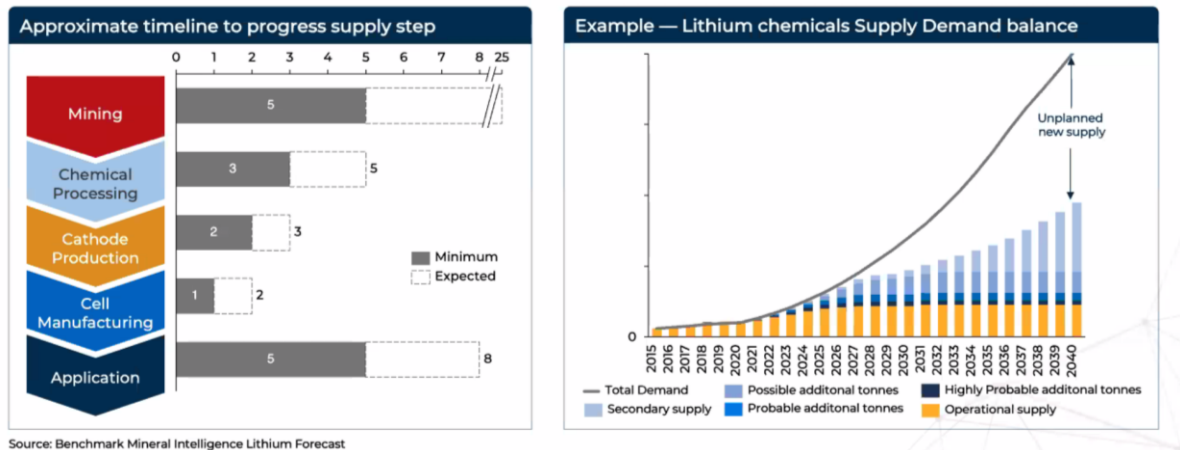 Approximate timeline to progress supply step
0 1 2 3 4 5 6 7 8 25
Mining
5
Chemical
Processing
3
5
Cathode
Production
2
3
Cell
Manufacturing
1
2
Application
5
8
Minimum
Expected
Example — Lithium chemicals Supply Demand balance
Unplanned
new supply
0
2015 2016 2017 2018 2019 2020 2021 2022 2023 2024 2025 2026 2027 2028 2029 2030 2031 2032 2033 2034 2035 2036 2037 2038 2039 2040
Total Demand
Possible additonal tonnes
Highly Probable additonal tonnes
Secondary supply
Probable additonal tonnes
Operational supply
Source: Benchmark Mineral Intelligence Lithium Forecast